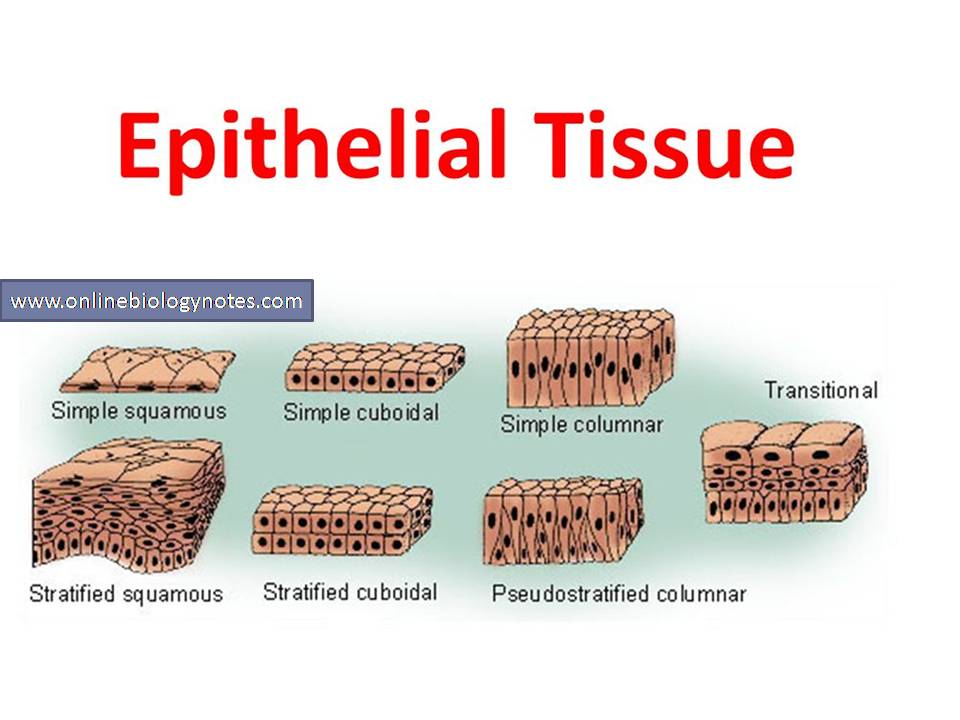 Epithelial Tissue
www.onlinebiologynotes.com
Simple squamous
Simple cuboidal
Simple columnar
Transitional
Stratified squamous
Stratified cuboidal
Pseudostratified columnar